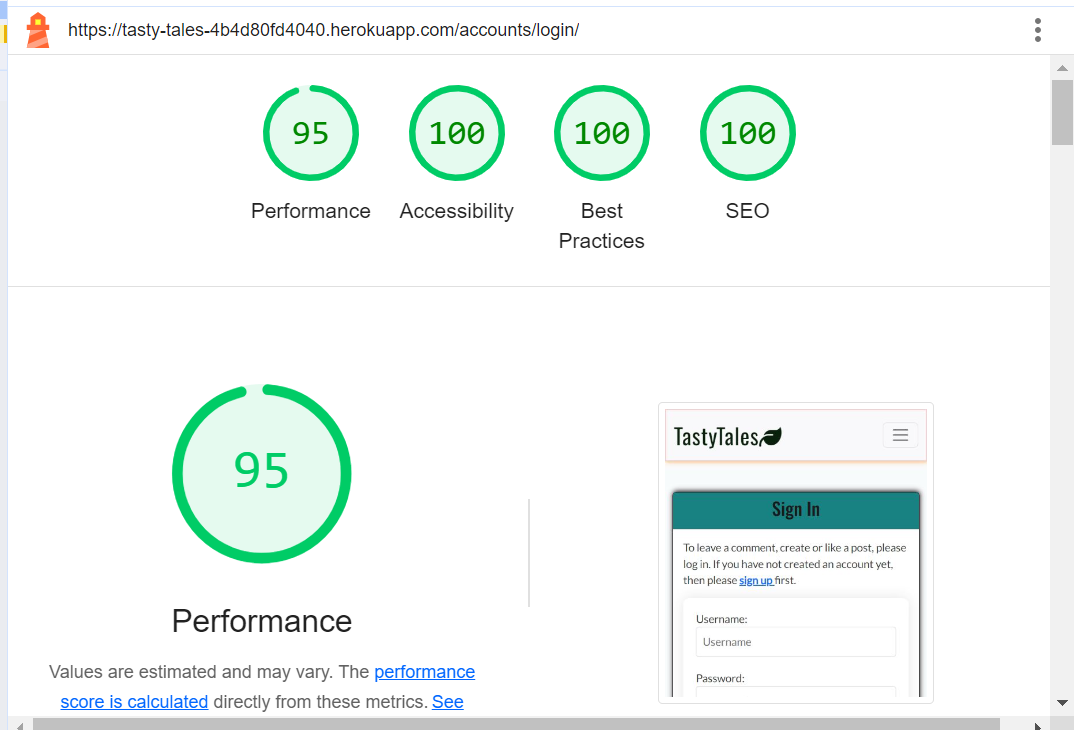 https://tasty-tales-4b4d80fd4040.herokuapp.com/accounts/login/
95
100
100
100
Performance
Accessibility
Best
Practices
SEO
95
Performance
Values are estimated and may vary. The performance
score is calculated directly from these metrics. See
TastyTales
Sign In
To leave a comment, create or like a post, please
log in. If you have not created an account yet,
then please sign up first.
Username:
Username
Password: